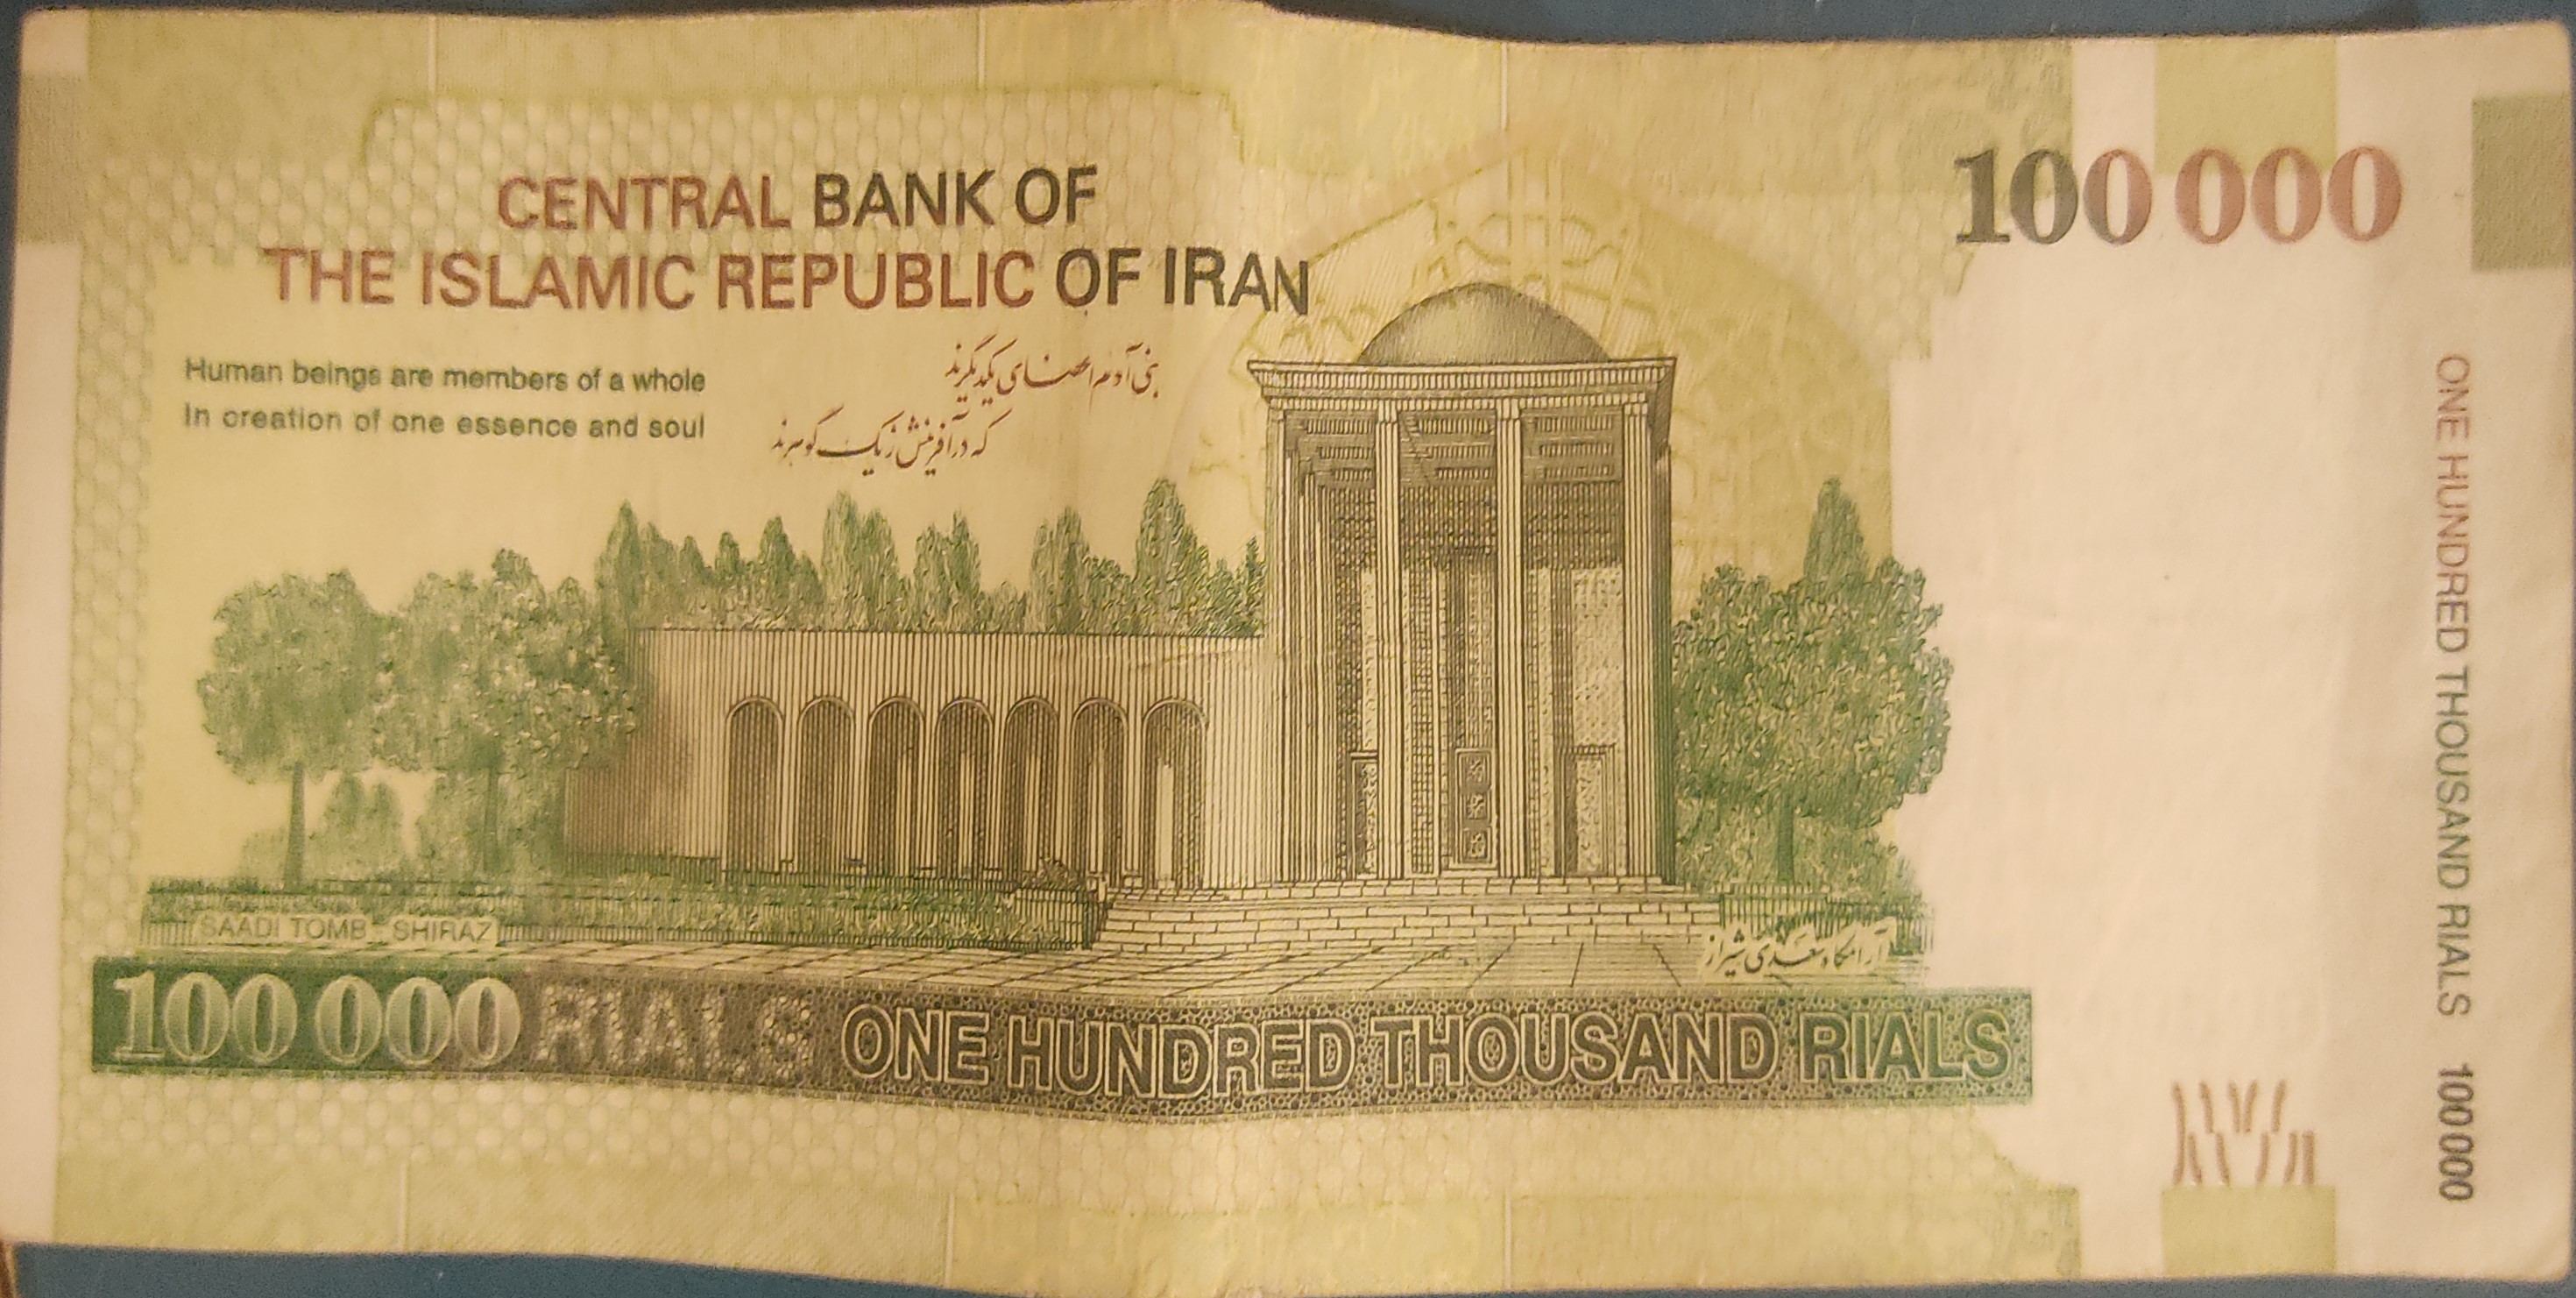 CENTRAL BANK OF
THE ISLAMIC REPUBLIC OF IRAN
100 000
Human beings are members of a whole
In creation of one essence and soul
بنی آدم اعضای یکدیگرند
که در آفرینش ز یک گوهرند
SAADI TOMB - SHIRAZ
آرامگاه سعدی شیراز
100 000 RIALS ONE HUNDRED THOUSAND RIALS
ONE HUNDRED THOUSAND RIALS 100 000